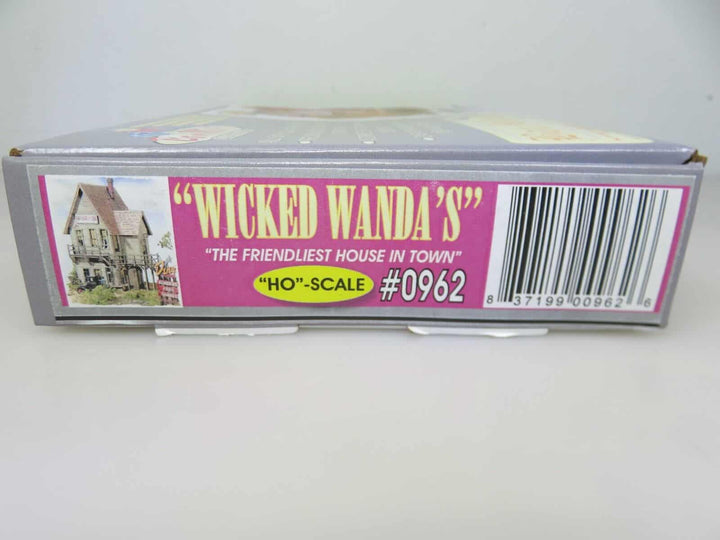 "WICKED WANDA'S"
"THE FRIENDLIEST HOUSE IN TOWN"
"HO"-SCALE #0962
8 37199 00962 6